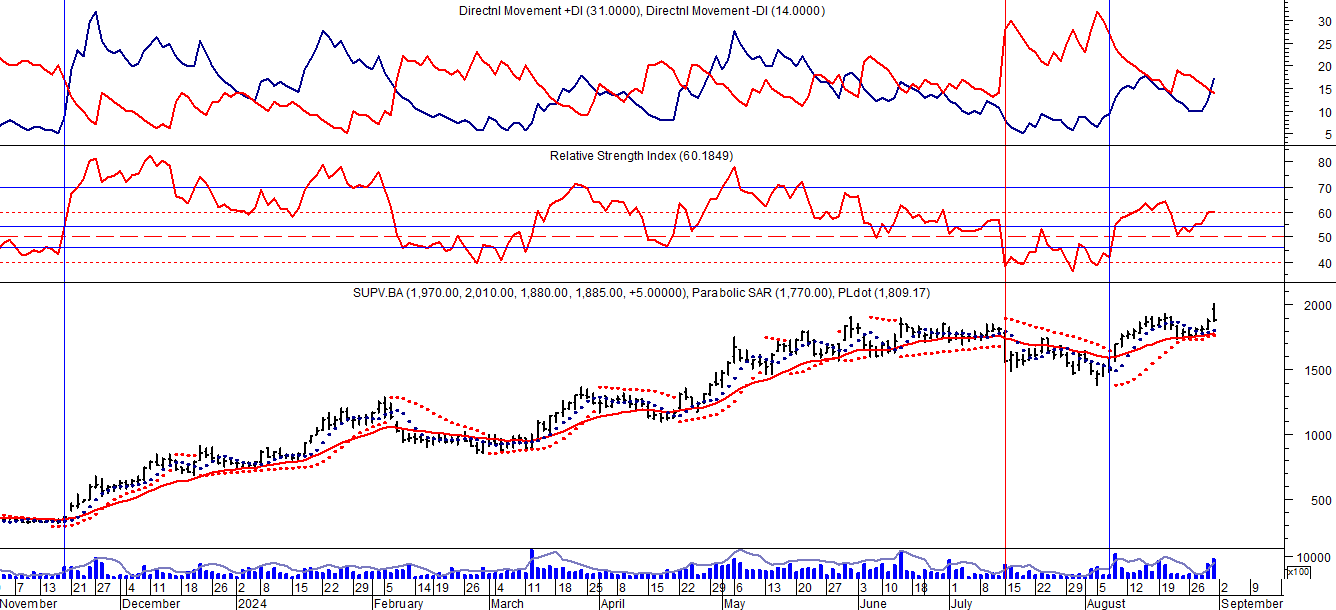 Directnl Movement +DI (31.0000), Directnl Movement -DI (14.0000)
30
25
20
15
10
5
Relative Strength Index (60.1849)
80
70
60
50
40
SUPV.BA (1,970.00, 2,010.00, 1,880.00, 1,885.00, +5.00000), Parabolic SAR (1,770.00), PLdot (1,809.17)
2000
1500
1000
500
10000
x100
7 13 21 27 4 11 18 26 2 8 15 22 29 5 14 19 26 4 11 18 25 8 15 22 29 6 13 20 27 3 10 18 1 8 15 22 29 5 12 19 26 2 9
November December 2024 February March April May June July August September